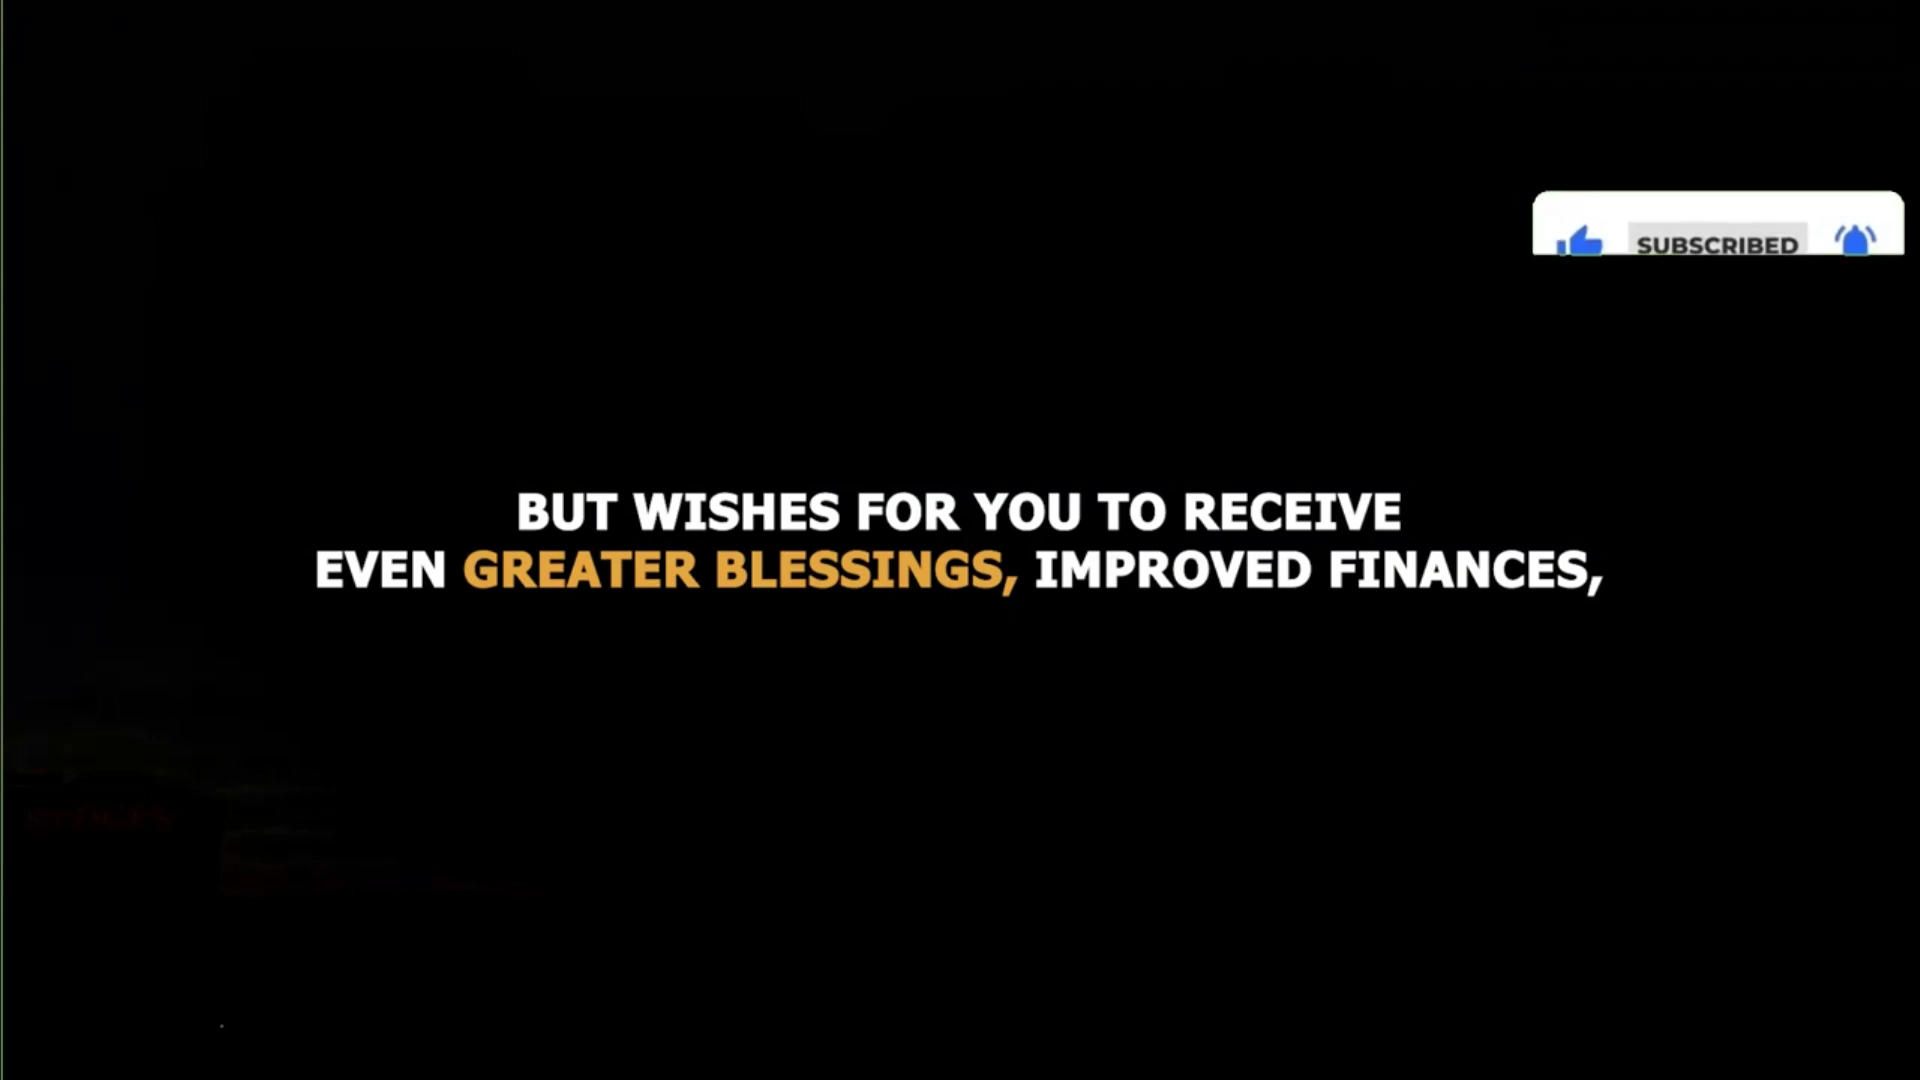 SUBSCRIBED
BUT WISHES FOR YOU TO RECEIVE
EVEN GREATER BLESSINGS, IMPROVED FINANCES,